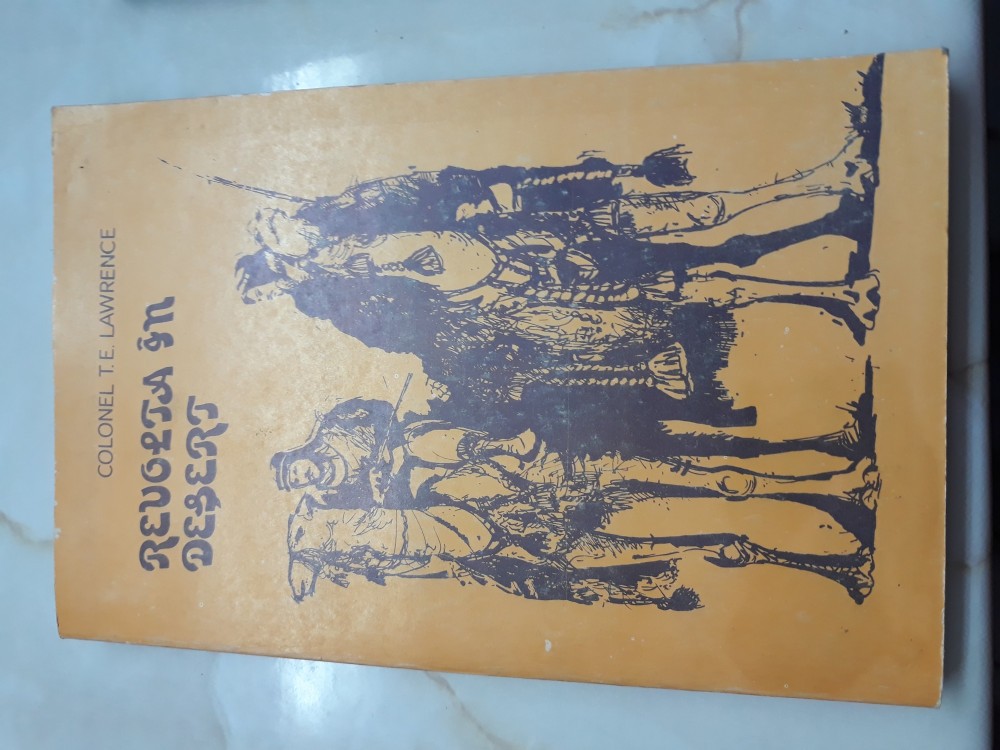 COLONEL T.E. LAWRENCE
REVOLTA ÎN
DEȘERT